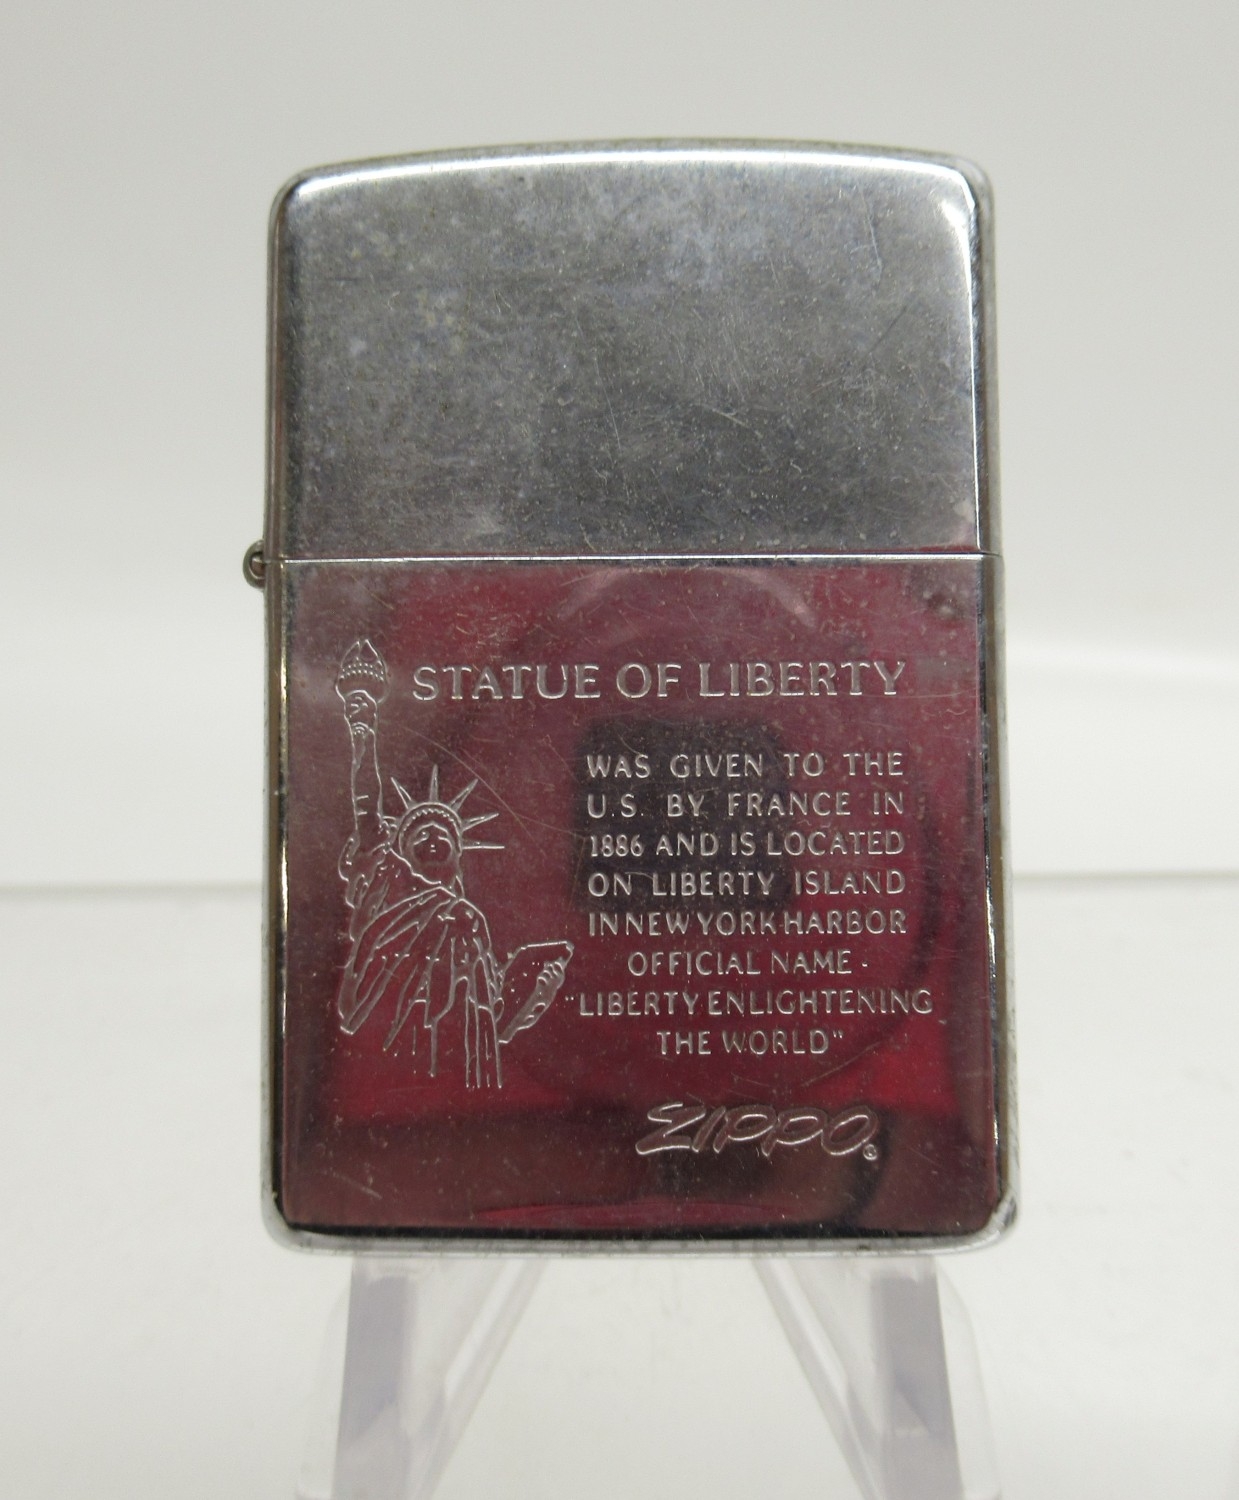 STATUE OF LIBERTY
WAS GIVEN TO THE
U.S. BY FRANCE IN
1886 AND IS LOCATED
ON LIBERTY ISLAND
IN NEW YORK HARBOR
OFFICIAL NAME -
"LIBERTY ENLIGHTENING
THE WORLD"
ZIPPO®